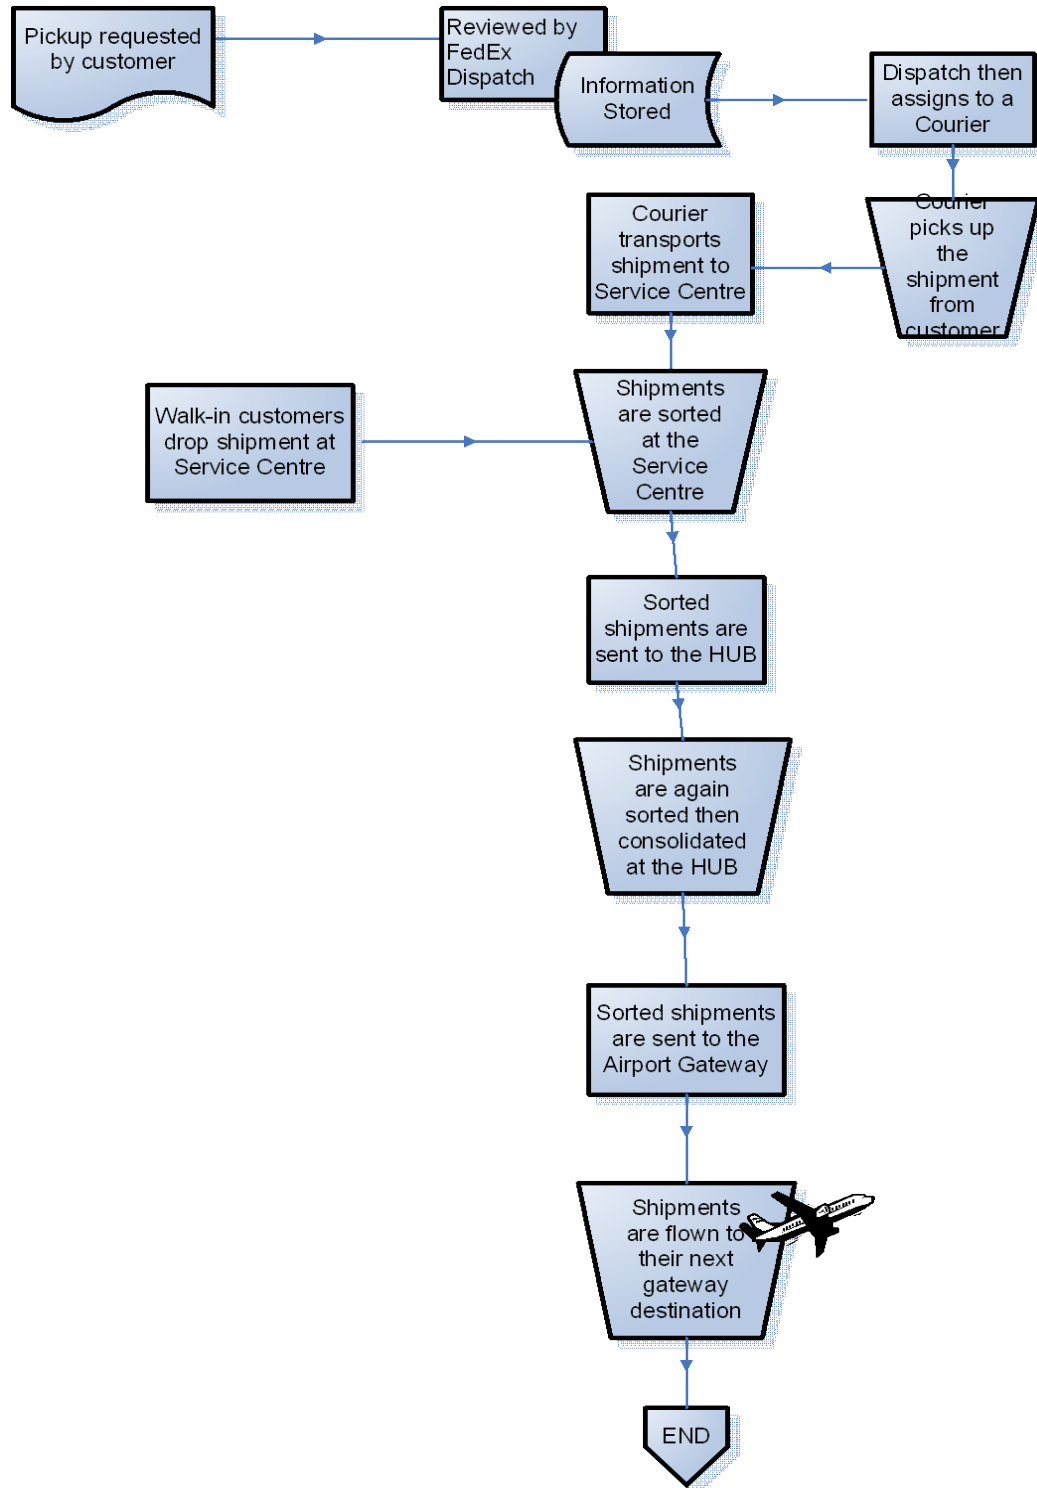 Pickup requested
by customer
Reviewed by
FedEx
Dispatch
Information
Stored
Dispatch then
assigns to a
Courier
Courier
picks up
the
shipment
from
customer
Courier
transports
shipment to
Service Centre
Walk-in customers
drop shipment at
Service Centre
Shipments
are sorted
at the
Service
Centre
Sorted
shipments are
sent to the HUB
Shipments
are again
sorted then
consolidated
at the HUB
Sorted shipments
are sent to the
Airport Gateway
Shipments
are flown to
their next
gateway
destination
END